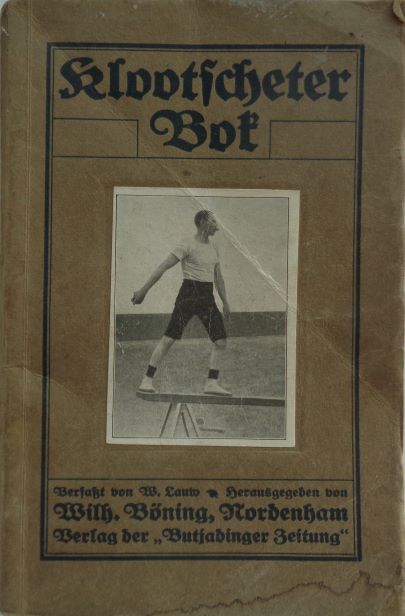 Klootſcheter
Bok
Verfaßt von W. Lauw Herausgegeben von
Wilh. Böning, Nordenham
Verlag der „Butjadinger Zeitung“